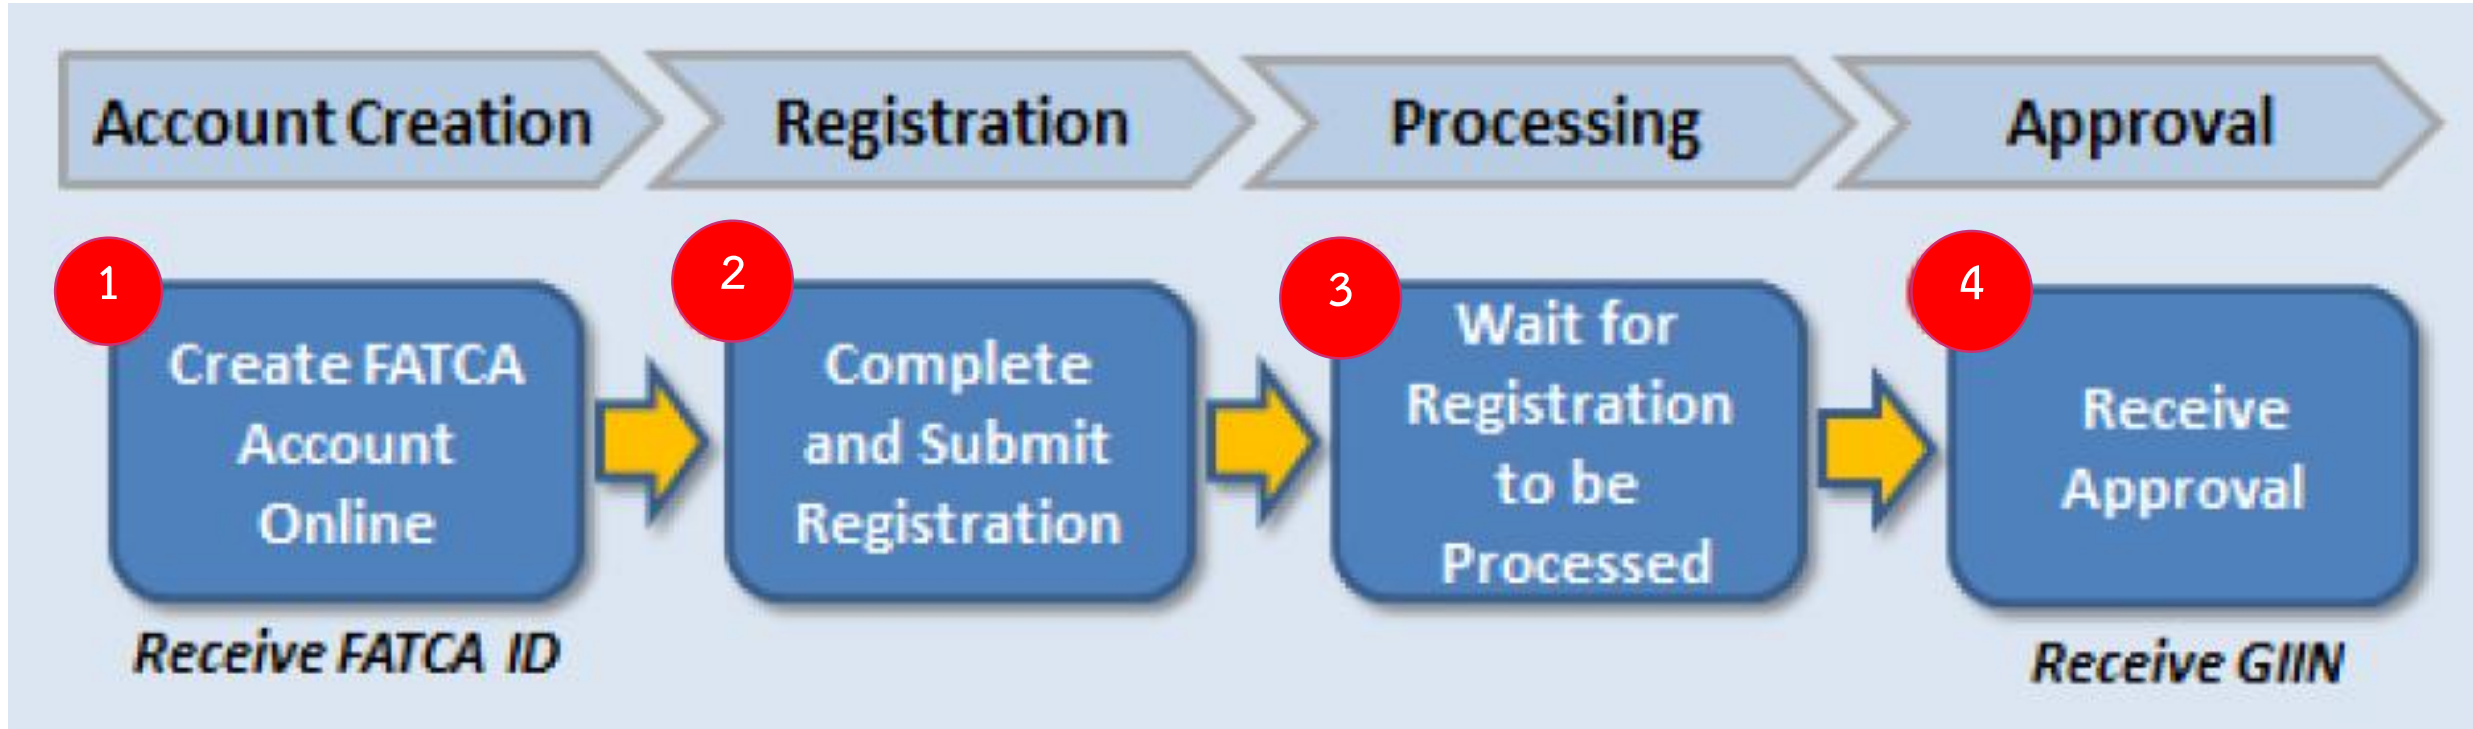 Account Creation
Registration
Processing
Approval
1
Create FATCA
Account
Online
Receive FATCA ID
2
Complete
and Submit
Registration
3
Wait for
Registration
to be
Processed
4
Receive
Approval
Receive GIIN